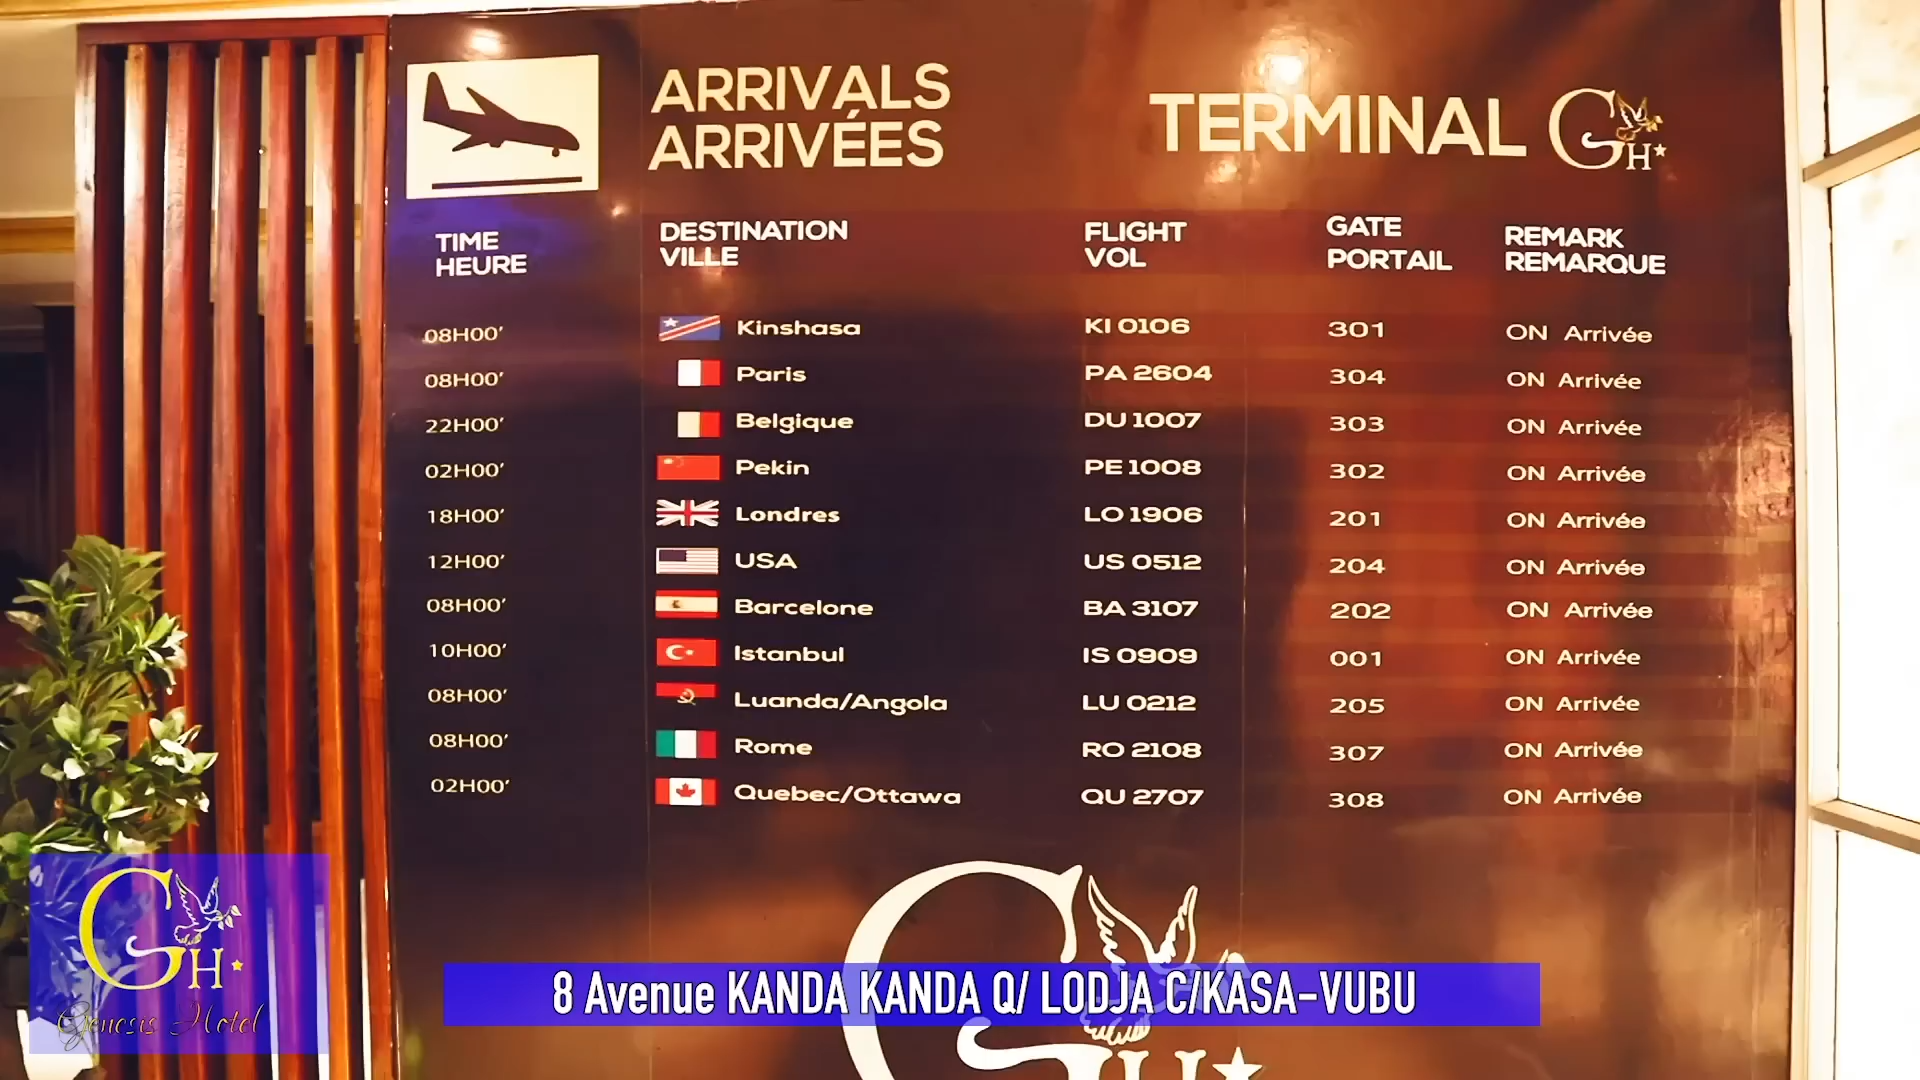 ARRIVALS
ARRIVÉES
TERMINAL GH
TIME
HEURE
DESTINATION
VILLE
FLIGHT
VOL
GATE
PORTAIL
REMARK
REMARQUE
08H00' Kinshasa KI 0106 301 ON Arrivée
08H00' Paris PA 2604 304 ON Arrivée
22H00' Belgique DU 1007 303 ON Arrivée
02H00' Pekin PE 1008 302 ON Arrivée
18H00' Londres LO 1906 201 ON Arrivée
12H00' USA US 0512 204 ON Arrivée
08H00' Barcelone BA 3107 202 ON Arrivée
10H00' Istanbul IS 0909 001 ON Arrivée
08H00' Luanda/Angola LU 0212 205 ON Arrivée
08H00' Rome RO 2108 307 ON Arrivée
02H00' Quebec/Ottawa QU 2707 308 ON Arrivée
GH
Genesis Hotel
8 Avenue KANDA KANDA Q/ LODJA C/KASA-VUBU
GH